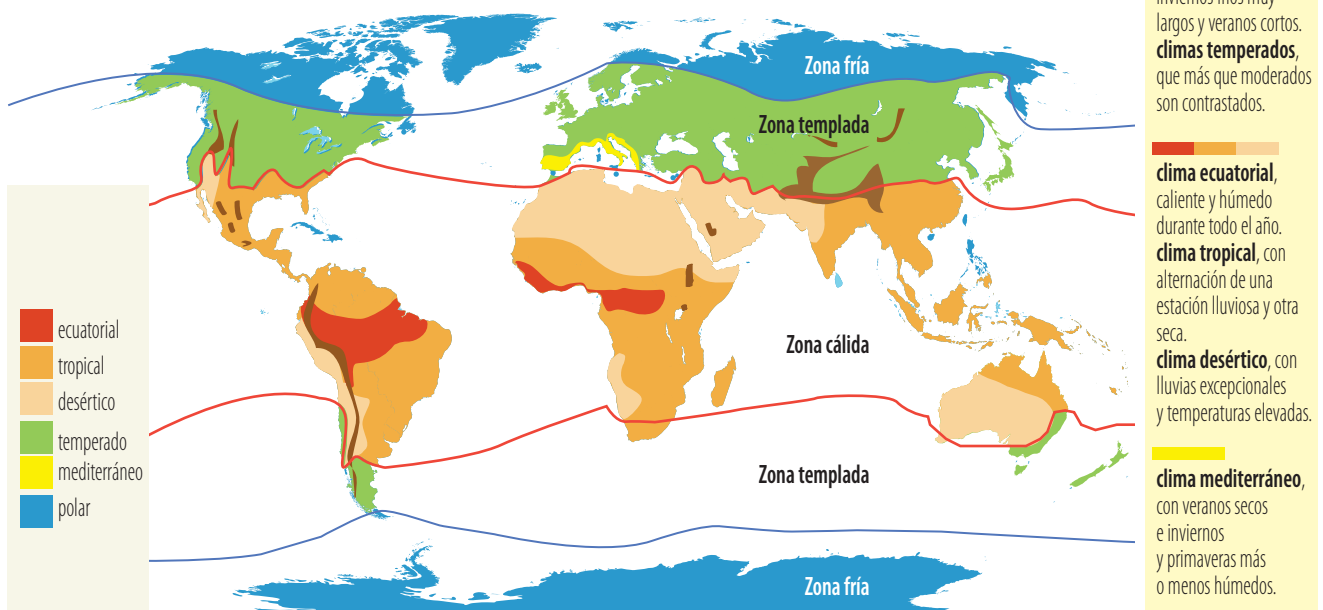 Zona fría
Zona templada
Zona cálida
Zona templada
Zona fría
ecuatorial
tropical
desértico
temperado
mediterráneo
polar
inviernos fríos muy
largos y veranos cortos.
climas temperados,
que más que moderados
son contrastados.
clima ecuatorial,
caliente y húmedo
durante todo el año.
clima tropical, con
alternación de una
estación lluviosa y otra
seca.
clima desértico, con
lluvias excepcionales
y temperaturas elevadas.
clima mediterráneo,
con veranos secos
e inviernos
y primaveras más
o menos húmedos.